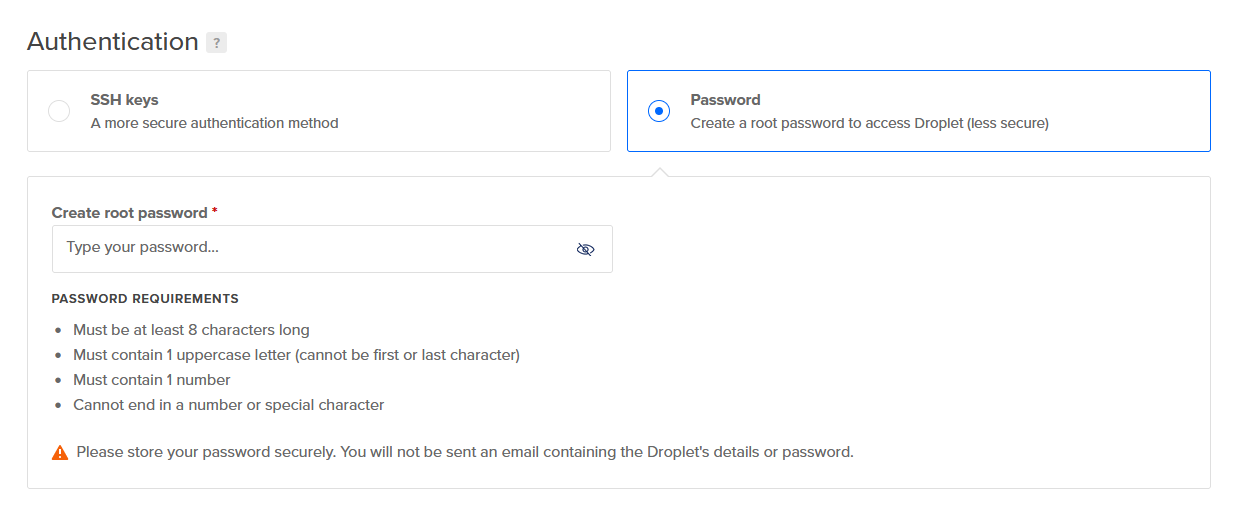 Authentication ?
SSH keys
A more secure authentication method
Password
Create a root password to access Droplet (less secure)
Create root password *
Type your password...
PASSWORD REQUIREMENTS
• Must be at least 8 characters long
• Must contain 1 uppercase letter (cannot be first or last character)
• Must contain 1 number
• Cannot end in a number or special character
Please store your password securely. You will not be sent an email containing the Droplet's details or password.